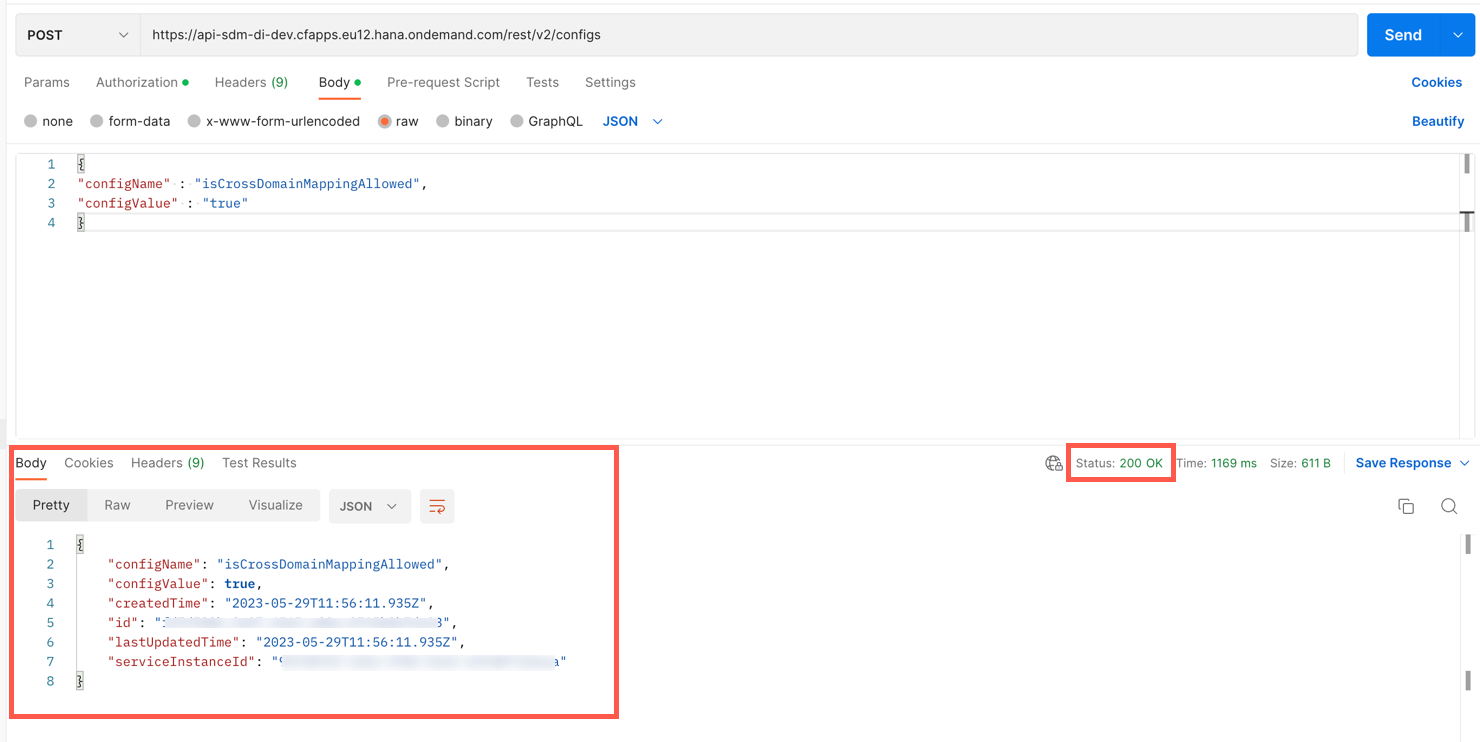 POST https://api-sdm-di-dev.cfapps.eu12.hana.ondemand.com/rest/v2/configs Send
Params Authorization Headers (9) Body Pre-request Script Tests Settings Cookies
none form-data x-www-form-urlencoded raw binary GraphQL JSON Beautify
1 {
2 "configName" : "isCrossDomainMappingAllowed",
3 "configValue" : "true"
4 }
Body Cookies Headers (9) Test Results Status: 200 OK Time: 1169 ms Size: 611 B Save Response
Pretty Raw Preview Visualize JSON
1 {
2 "configName": "isCrossDomainMappingAllowed",
3 "configValue": true,
4 "createdTime": "2023-05-29T11:56:11.935Z",
5 "id":
6 "lastUpdatedTime": "2023-05-29T11:56:11.935Z",
7 "serviceInstanceId":
8 }